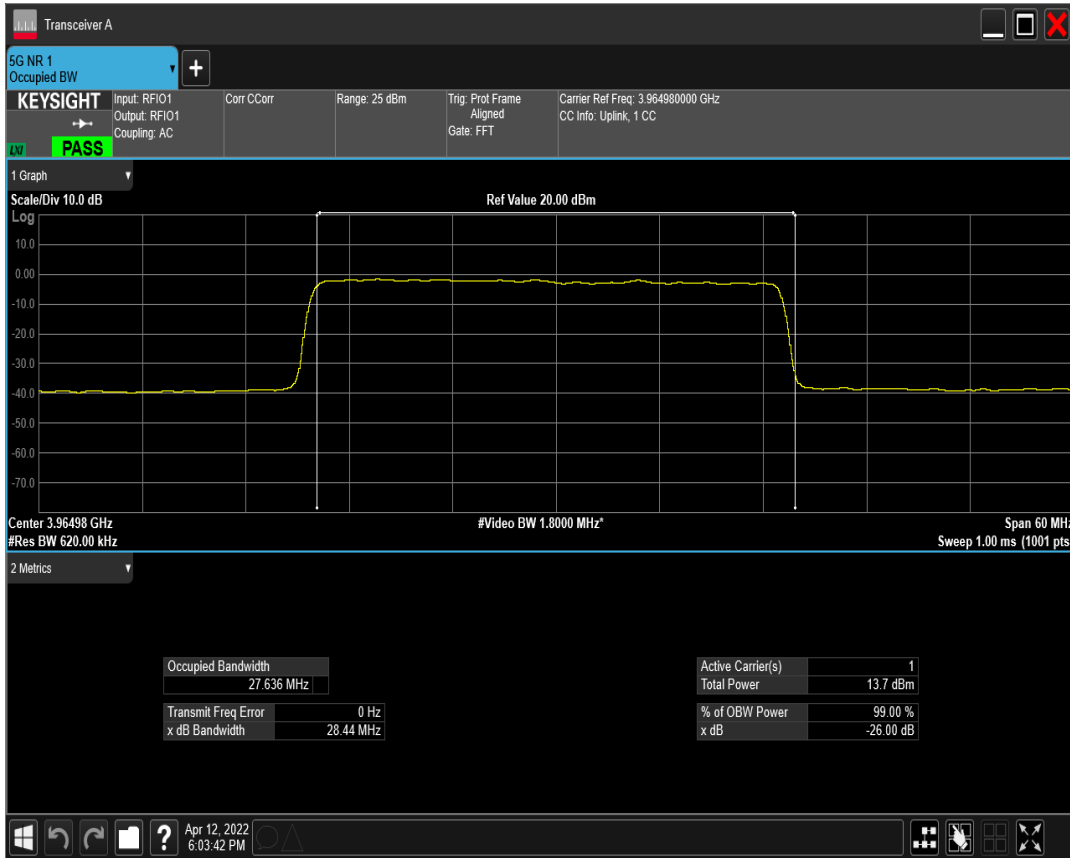 Transceiver A
5G NR 1
Occupied BW
KEYSIGHT
LXI
PASS
Input: RFIO1
Output: RFIO1
Coupling: AC
Corr CCorr
Range: 25 dBm
Trig: Prot Frame
Aligned
Gate: FFT
Carrier Ref Freq: 3.964980000 GHz
CC Info: Uplink, 1 CC
1 Graph
Scale/Div 10.0 dB
Ref Value 20.00 dBm
Log
10.0
0.00
-10.0
-20.0
-30.0
-40.0
-50.0
-60.0
-70.0
Center 3.96498 GHz
#Video BW 1.8000 MHz*
Span 60 MHz
#Res BW 620.00 kHz
Sweep 1.00 ms (1001 pts
2 Metrics
Occupied Bandwidth
27.636 MHz
Transmit Freq Error 0 Hz
x dB Bandwidth 28.44 MHz
Active Carrier(s) 1
Total Power 13.7 dBm
% of OBW Power 99.00 %
x dB -26.00 dB
?
Apr 12, 2022
6:03:42 PM